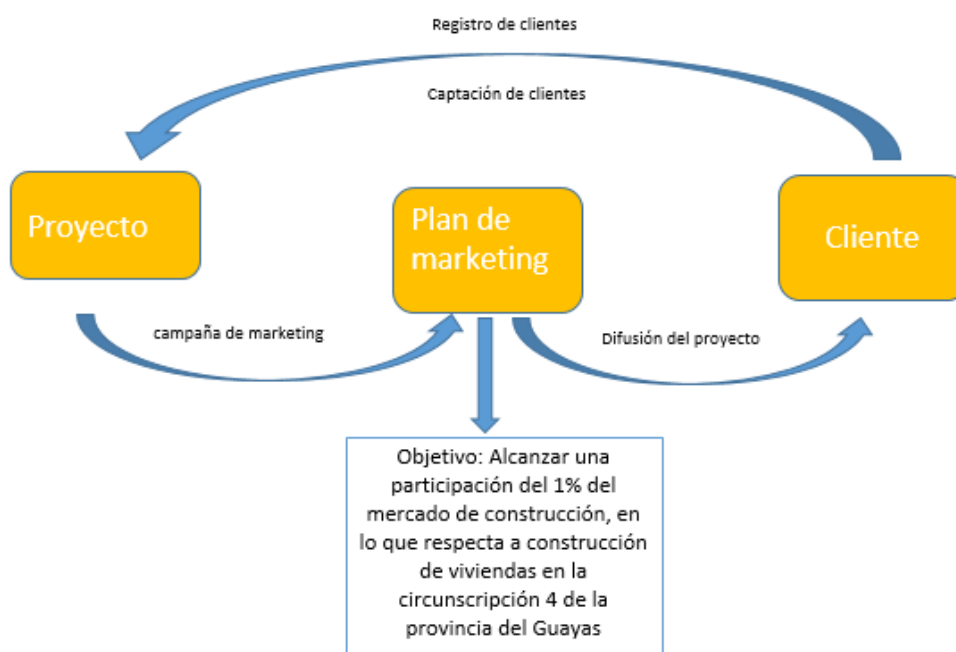 Registro de clientes
Captación de clientes
Proyecto
Plan de
marketing
Cliente
campaña de marketing
Difusión del proyecto
Objetivo: Alcanzar una
participación del 1% del
mercado de construcción, en
lo que respecta a construcción
de viviendas en la
circunscripción 4 de la
provincia del Guayas